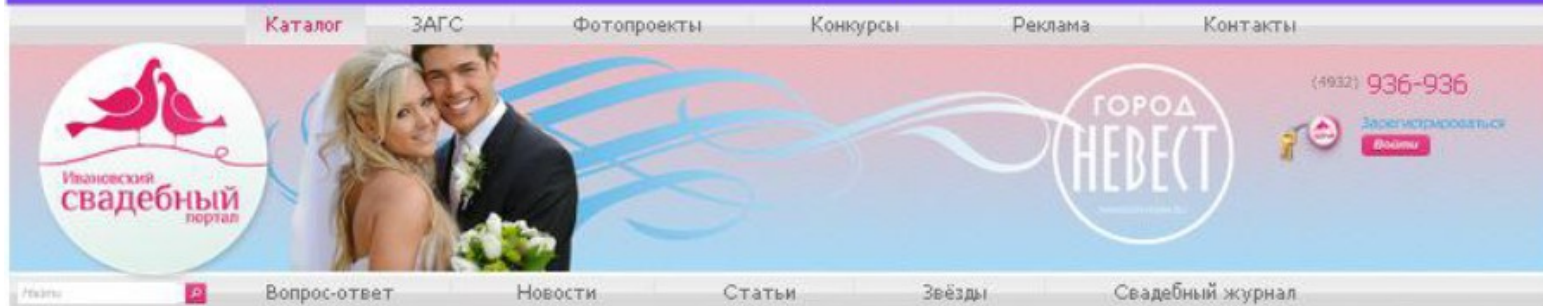 Каталог ЗАГС Фотопроекты Конкурсы Реклама Контакты
Ивановский
свадебный
портал
ГОРОД
НЕВЕСТ
(4932) 936-936
Зарегистрироваться
Войти
Вопрос-ответ Новости Статьи Звёзды Свадебный журнал